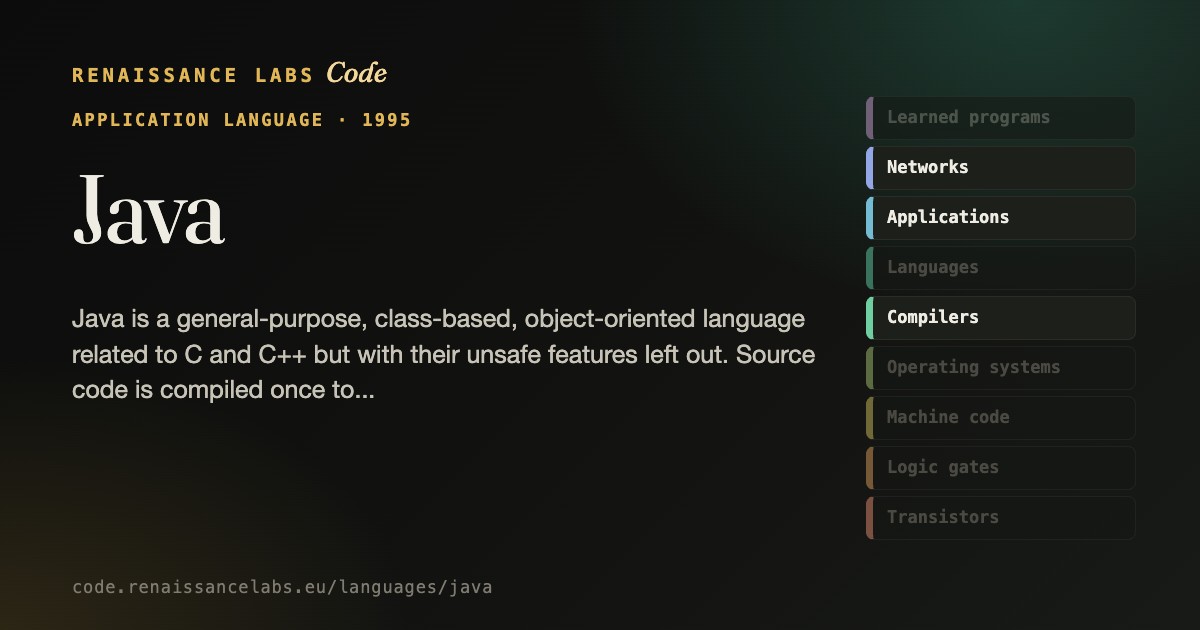 RENAISSANCE LABS Code
APPLICATION LANGUAGE · 1995
Java
Java is a general-purpose, class-based, object-oriented language
related to C and C++ but with their unsafe features left out. Source
code is compiled once to...
code.renaissancelabs.eu/languages/java
Learned programs
Networks
Applications
Languages
Compilers
Operating systems
Machine code
Logic gates
Transistors